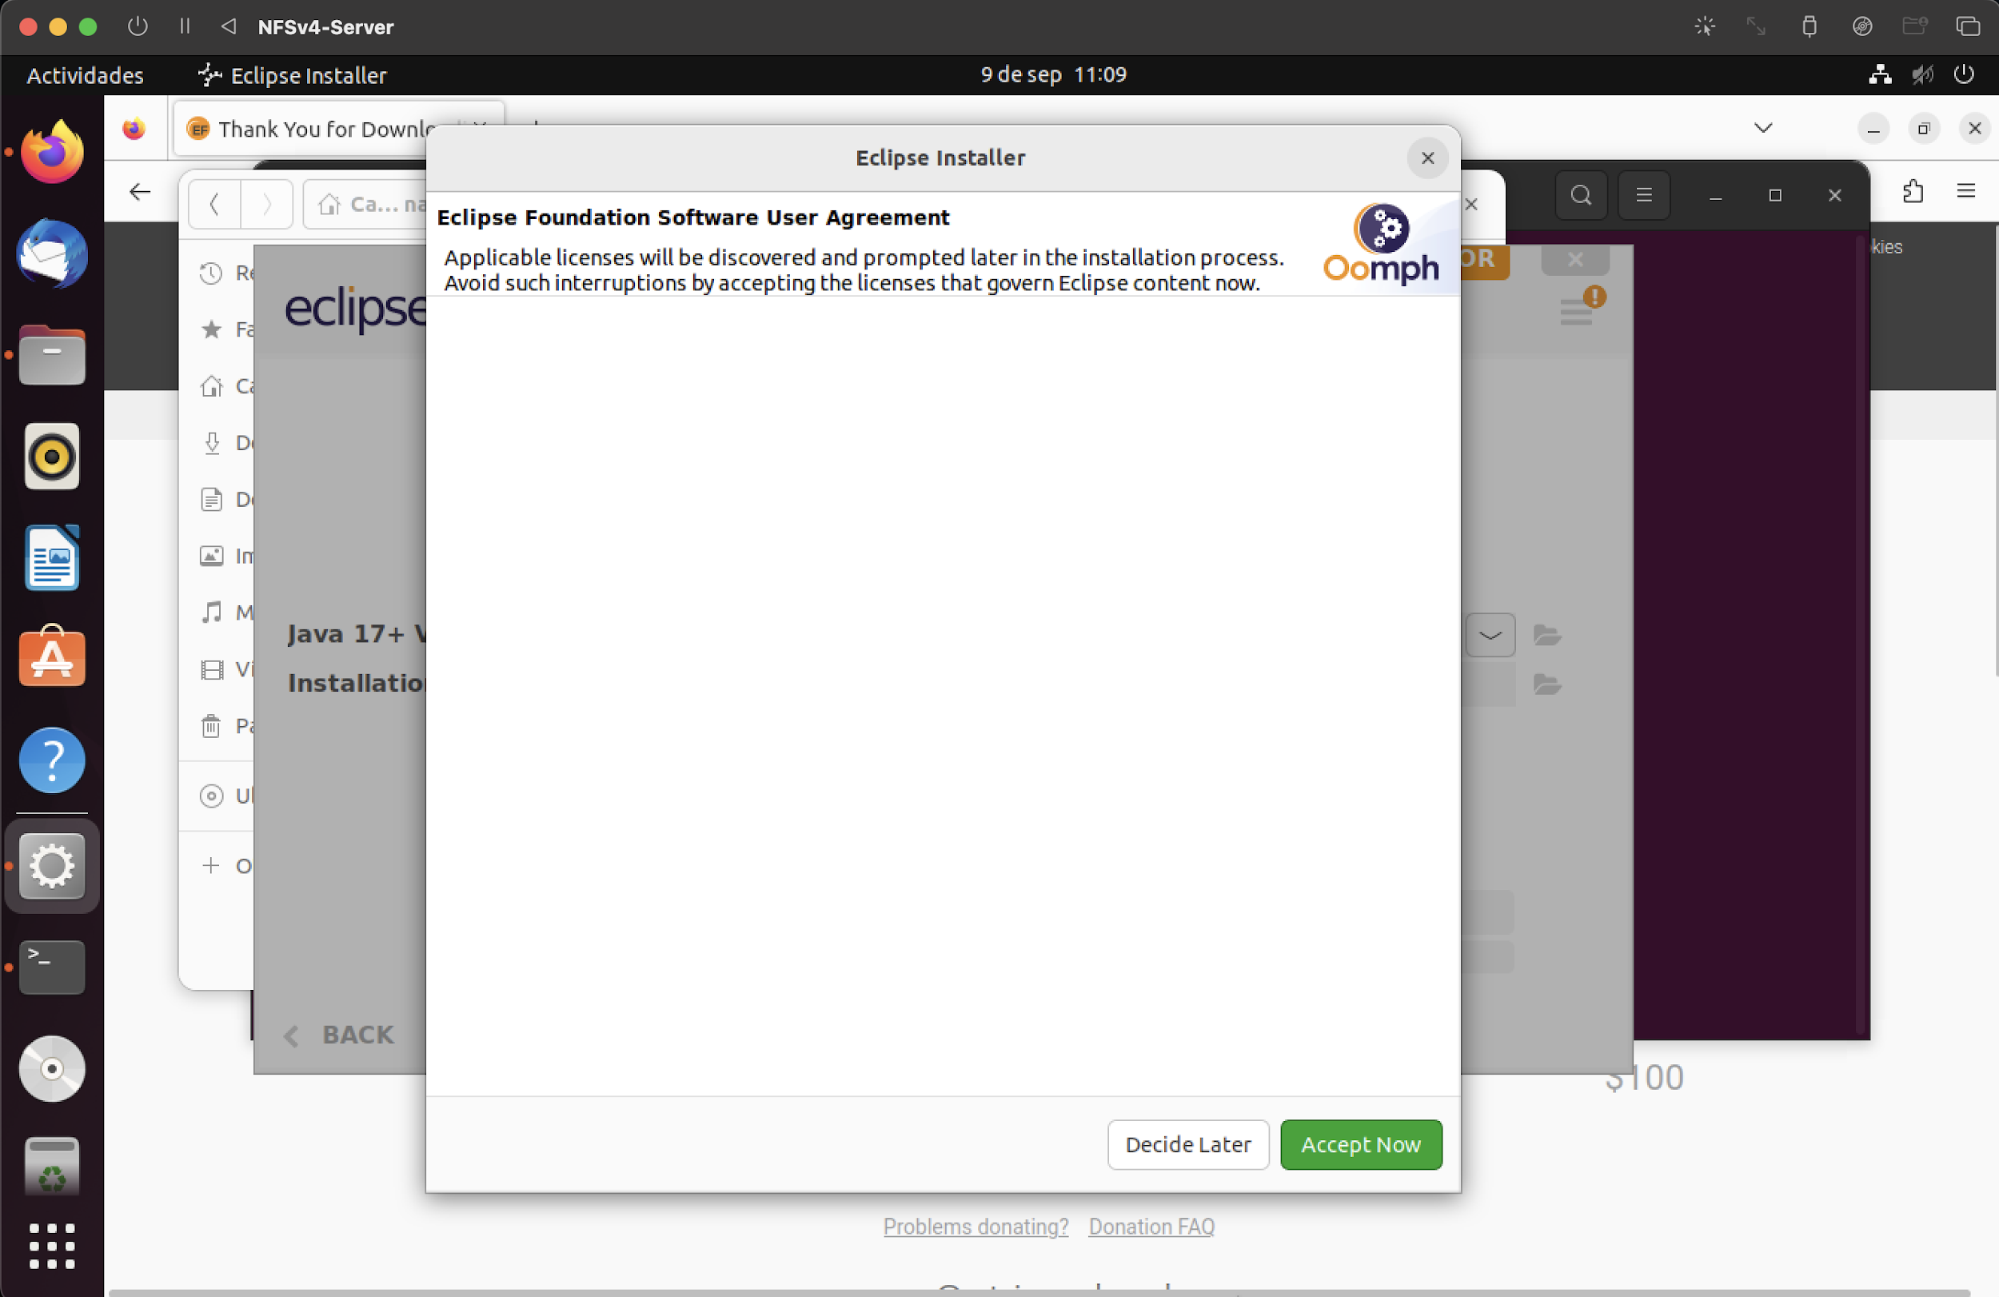 NFSv4-Server
Actividades
Eclipse Installer
9 de sep 11:09
EF
Thank You for Downlo
Ca... na
Eclipse Installer
Eclipse Foundation Software User Agreement
Applicable licenses will be discovered and prompted later in the installation process.
Avoid such interruptions by accepting the licenses that govern Eclipse content now.
Oomph
OR
kies
Re
Fa
Ca
De
Do
Im
M
Vi
Pa
Ub
O
eclipse
Java 17+ V
Installation
BACK
$100
Decide Later
Accept Now
Problems donating?
Donation FAQ